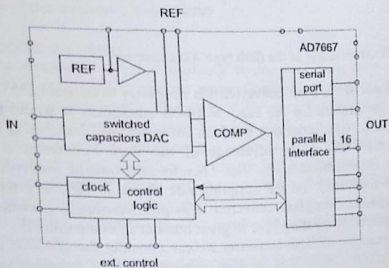 REF
AD7667
REF
serial
port
IN
switched
capacitors DAC
COMP
OUT
parallel
interface
16
clock
control
logic
ext. control